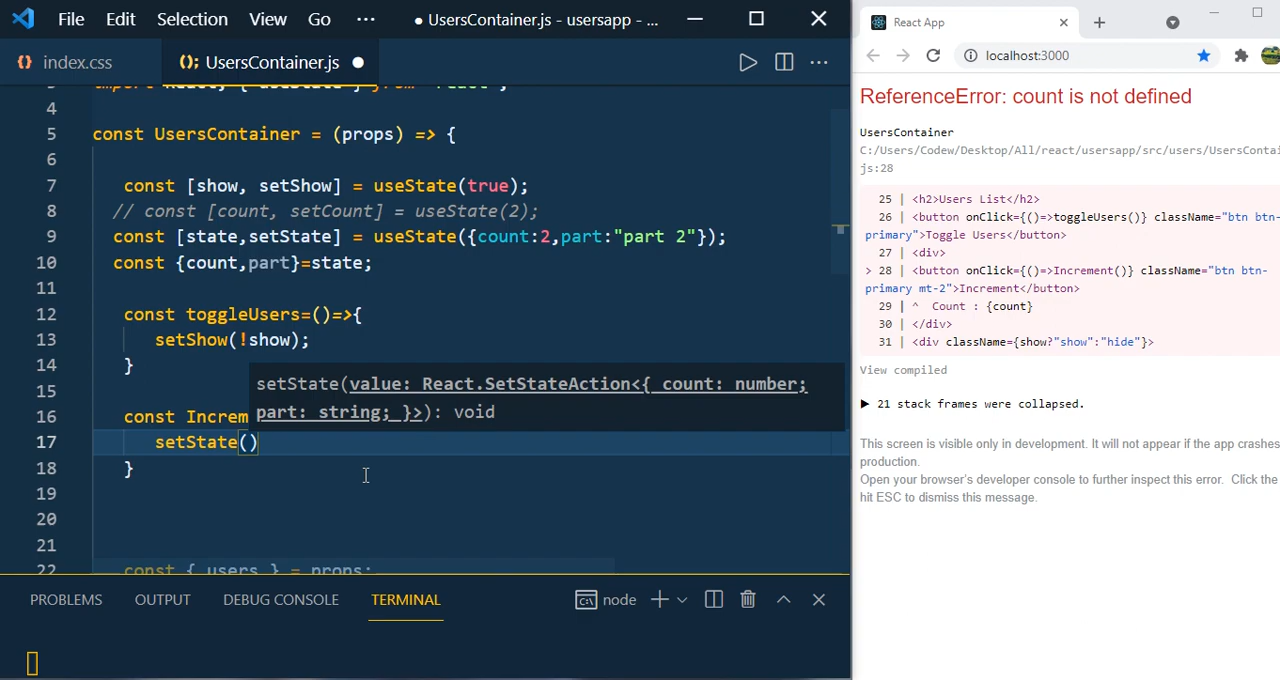 File Edit Selection View Go ··· ● UsersContainer.js - usersapp - ...
index.css
UsersContainer.js ●
4
5 const UsersContainer = (props) => {
6
7 const [show, setShow] = useState(true);
8 // const [count, setCount] = useState(2);
9 const [state,setState] = useState({count:2,part:"part 2"});
10 const {count,part}=state;
11
12 const toggleUsers=()=>{
13 setShow(!show);
14 }
15
setState(value: React.SetStateAction<{ count: number;
part: string; }>): void
16 const Increm
17 setState()
18 }
19
20
21
22 const { users } = props;
PROBLEMS OUTPUT DEBUG CONSOLE TERMINAL node
React App
localhost:3000
ReferenceError: count is not defined
UsersContainer
C:/Users/Codew/Desktop/All/react/usersapp/src/users/UsersContai
js:28
25 | <h2>Users List</h2>
26 | <button onClick={()=>toggleUsers()} className="btn btn-
primary">Toggle Users</button>
27 | <div>
> 28 | <button onClick={()=>Increment()} className="btn btn-
primary mt-2">Increment</button>
29 | ^ Count : {count}
30 | </div>
31 | <div className={show?"show":"hide"}>
View compiled
▶ 21 stack frames were collapsed.
This screen is visible only in development. It will not appear if the app crashes
production.
Open your browser's developer console to further inspect this error. Click the
hit ESC to dismiss this message.